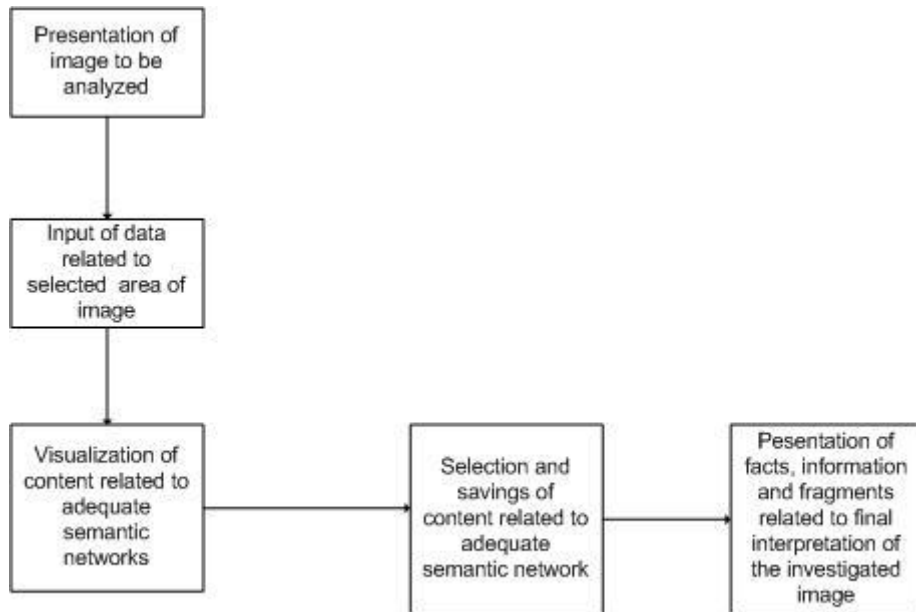 Presentation of
image to be
analyzed
Input of data
related to
selected area of
image
Visualization of
content related to
adequate
semantic
networks
Selection and
savings of
content related to
adequate
semantic network
Pesentation of
facts, information
and fragments
related to final
interpretation of
the investigated
image